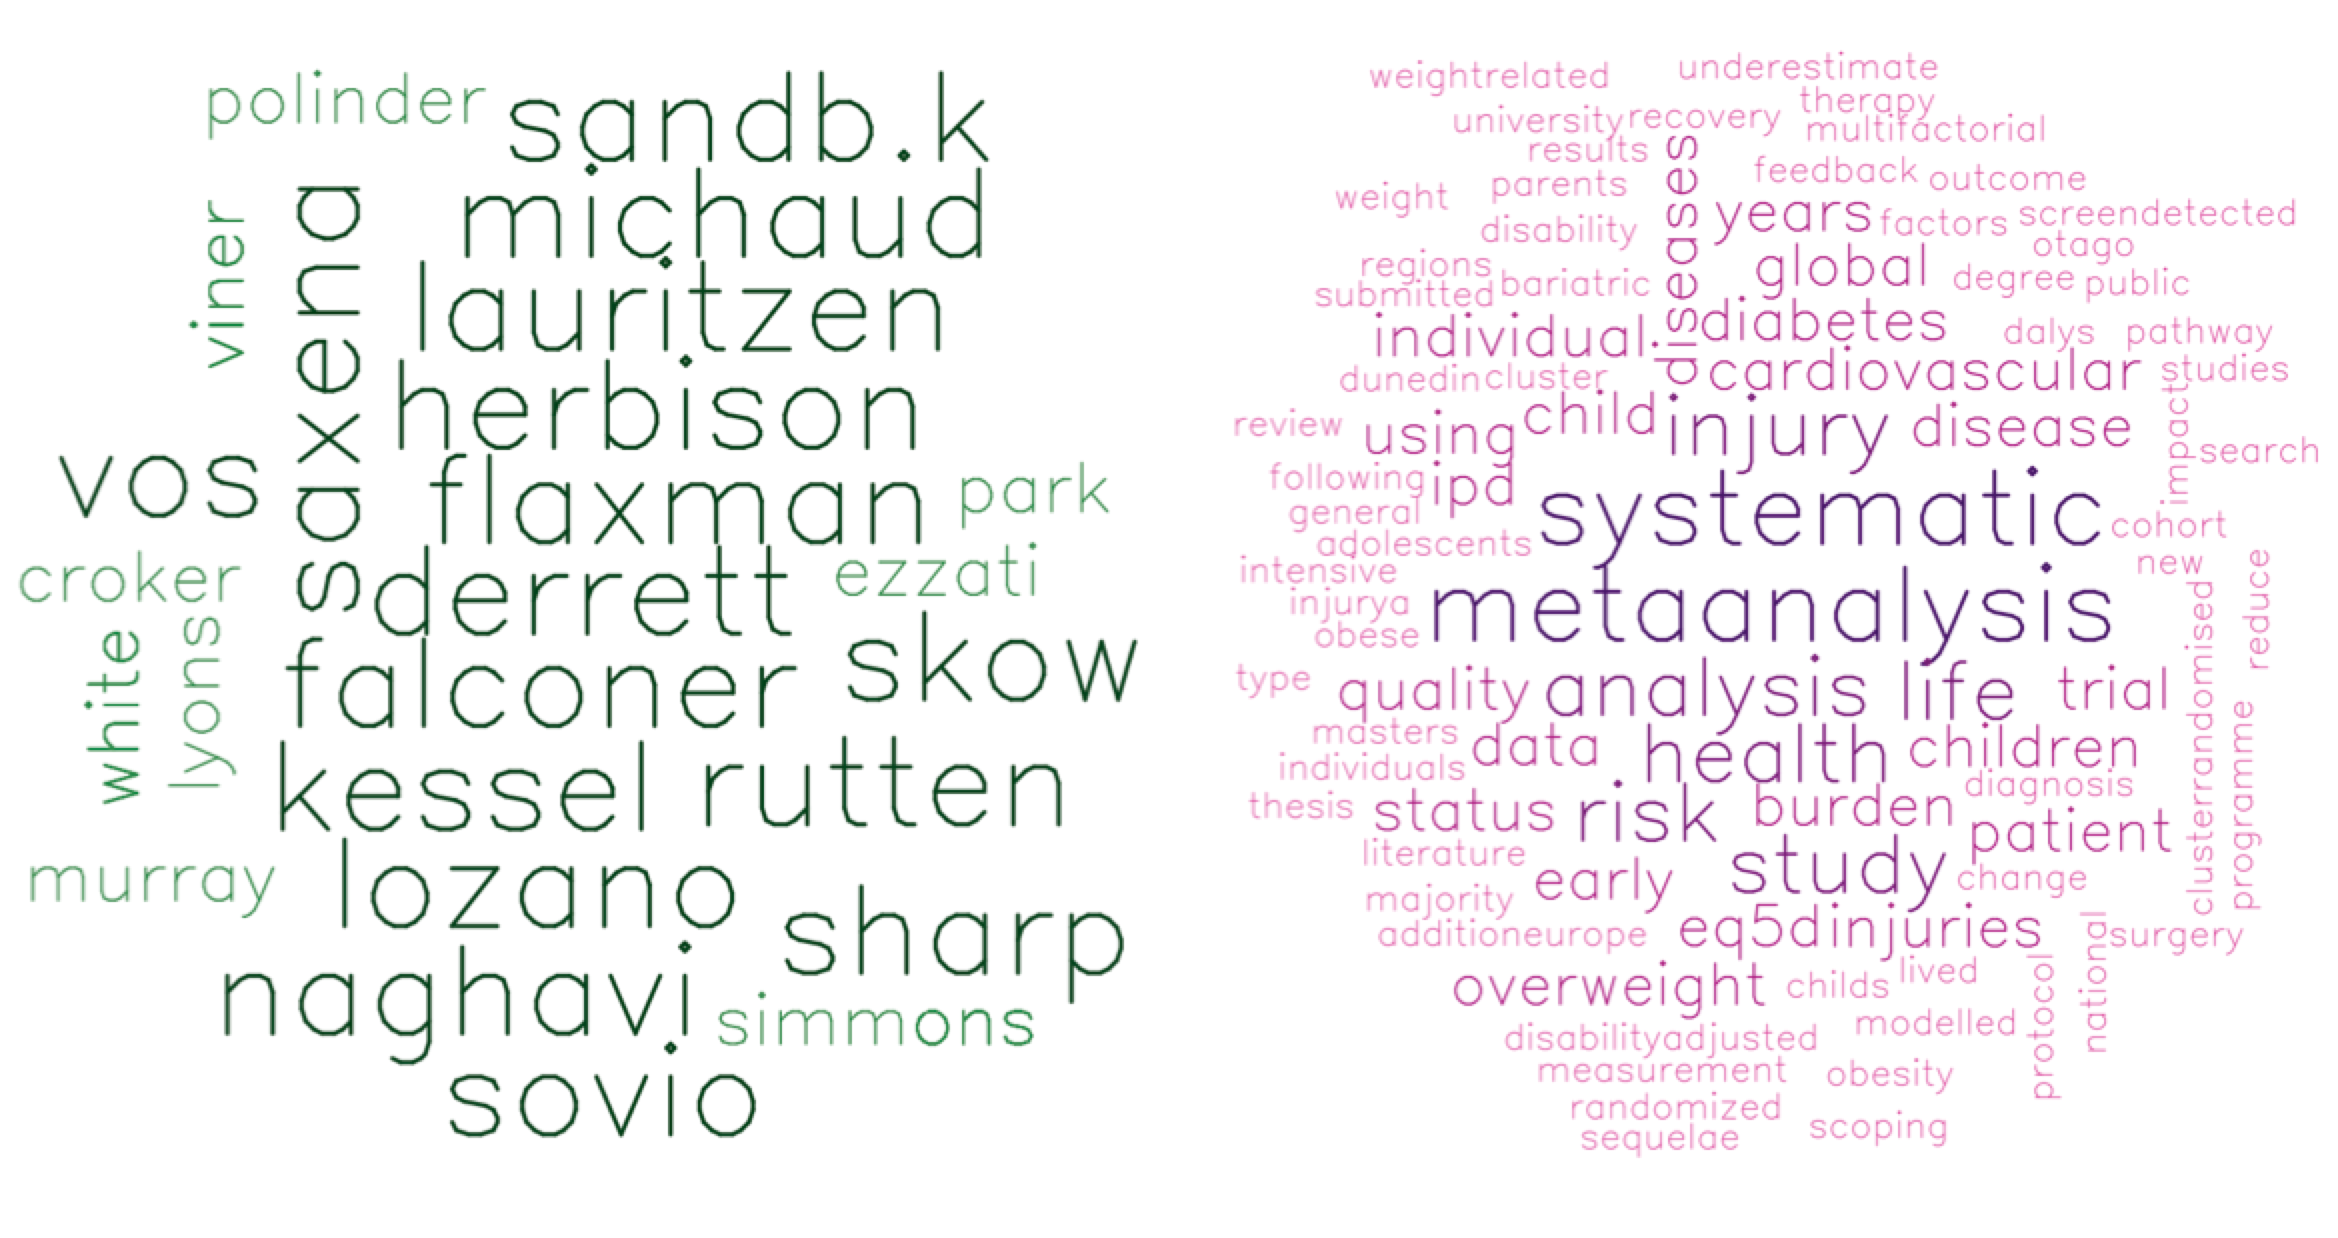 polinder
sandb.k
viner
saxena
michaud
lauritzen
herbison
vos
flaxman
park
croker
derrett
ezzati
white
lyons
falconer
skow
kessel
rutten
murray
lozano
sharp
naghavi
simmons
sovio
weightrelated
underestimate
therapy
university
recovery
multifactorial
results
diseases
feedback
outcome
weight
parents
years
factors
screendetected
disability
otago
regions
global
degree
public
submitted
bariatric
individual
diabetes
dalys
pathway
dunedin
cluster
cardiovascular
studies
review
using
child
injury
disease
impact
search
following
ipd
systematic
general
cohort
adolescents
new
intensive
injurya
metaanalysis
reduce
obese
clusterrandomised
type
quality
analysis
life
trial
masters
data
health
children
programme
individuals
diagnosis
thesis
status
risk
burden
patient
literature
early
study
change
majority
additioneurope
eq5dinjuries
national
surgery
overweight
childs
lived
protocol
disabilityadjusted
modelled
measurement
obesity
randomized
scoping
sequelae